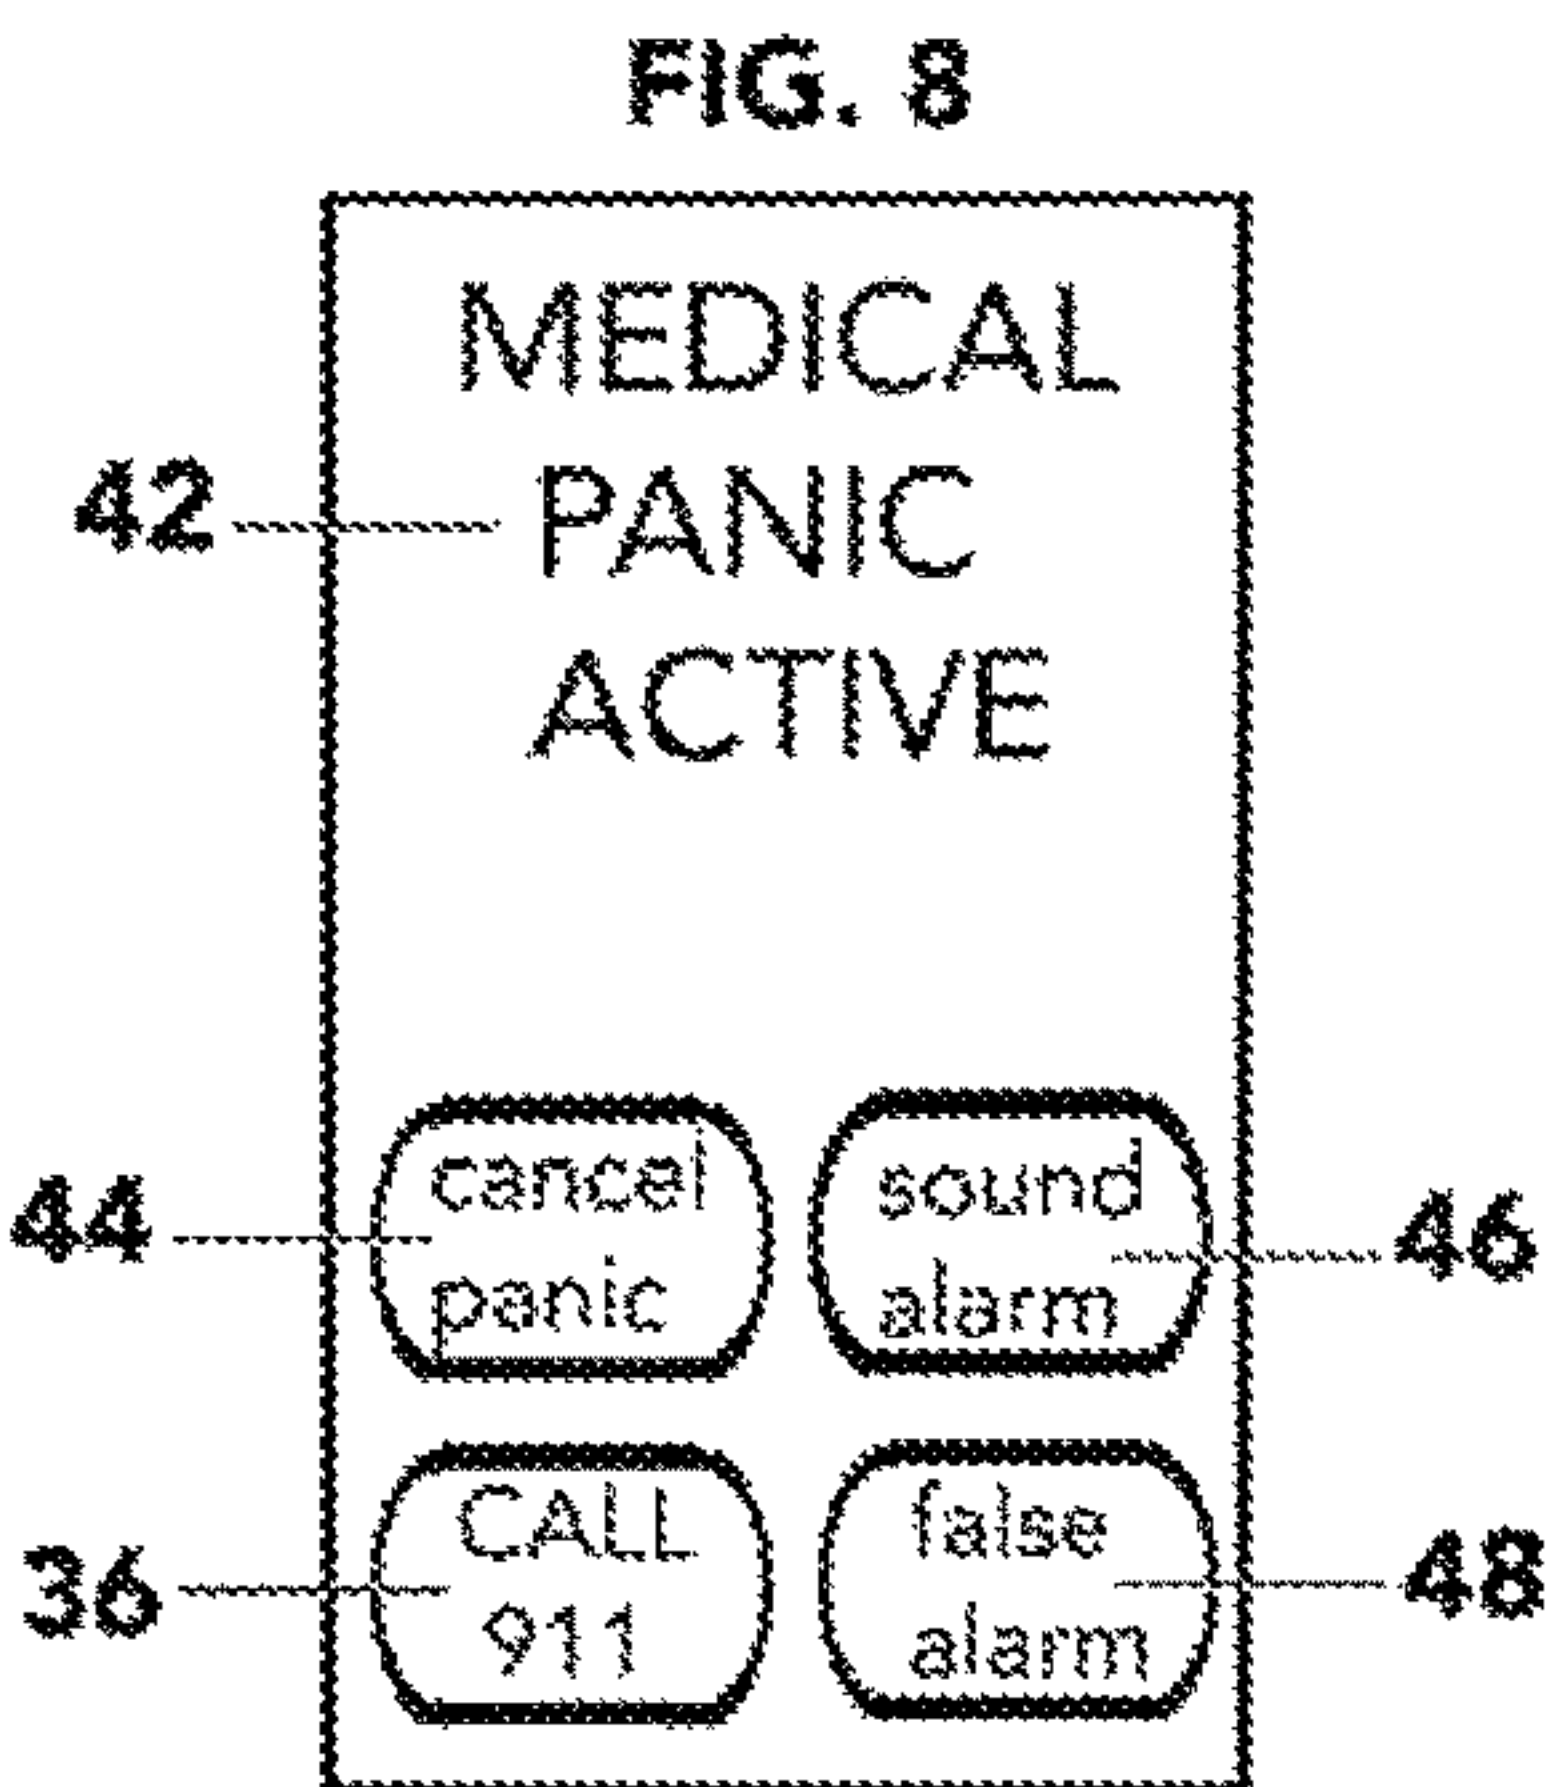 FIG. 8
MEDICAL
42 PANIC
ACTIVE
cancel sound
44 46
panic alarm
CALL false
36 48
911 alarm